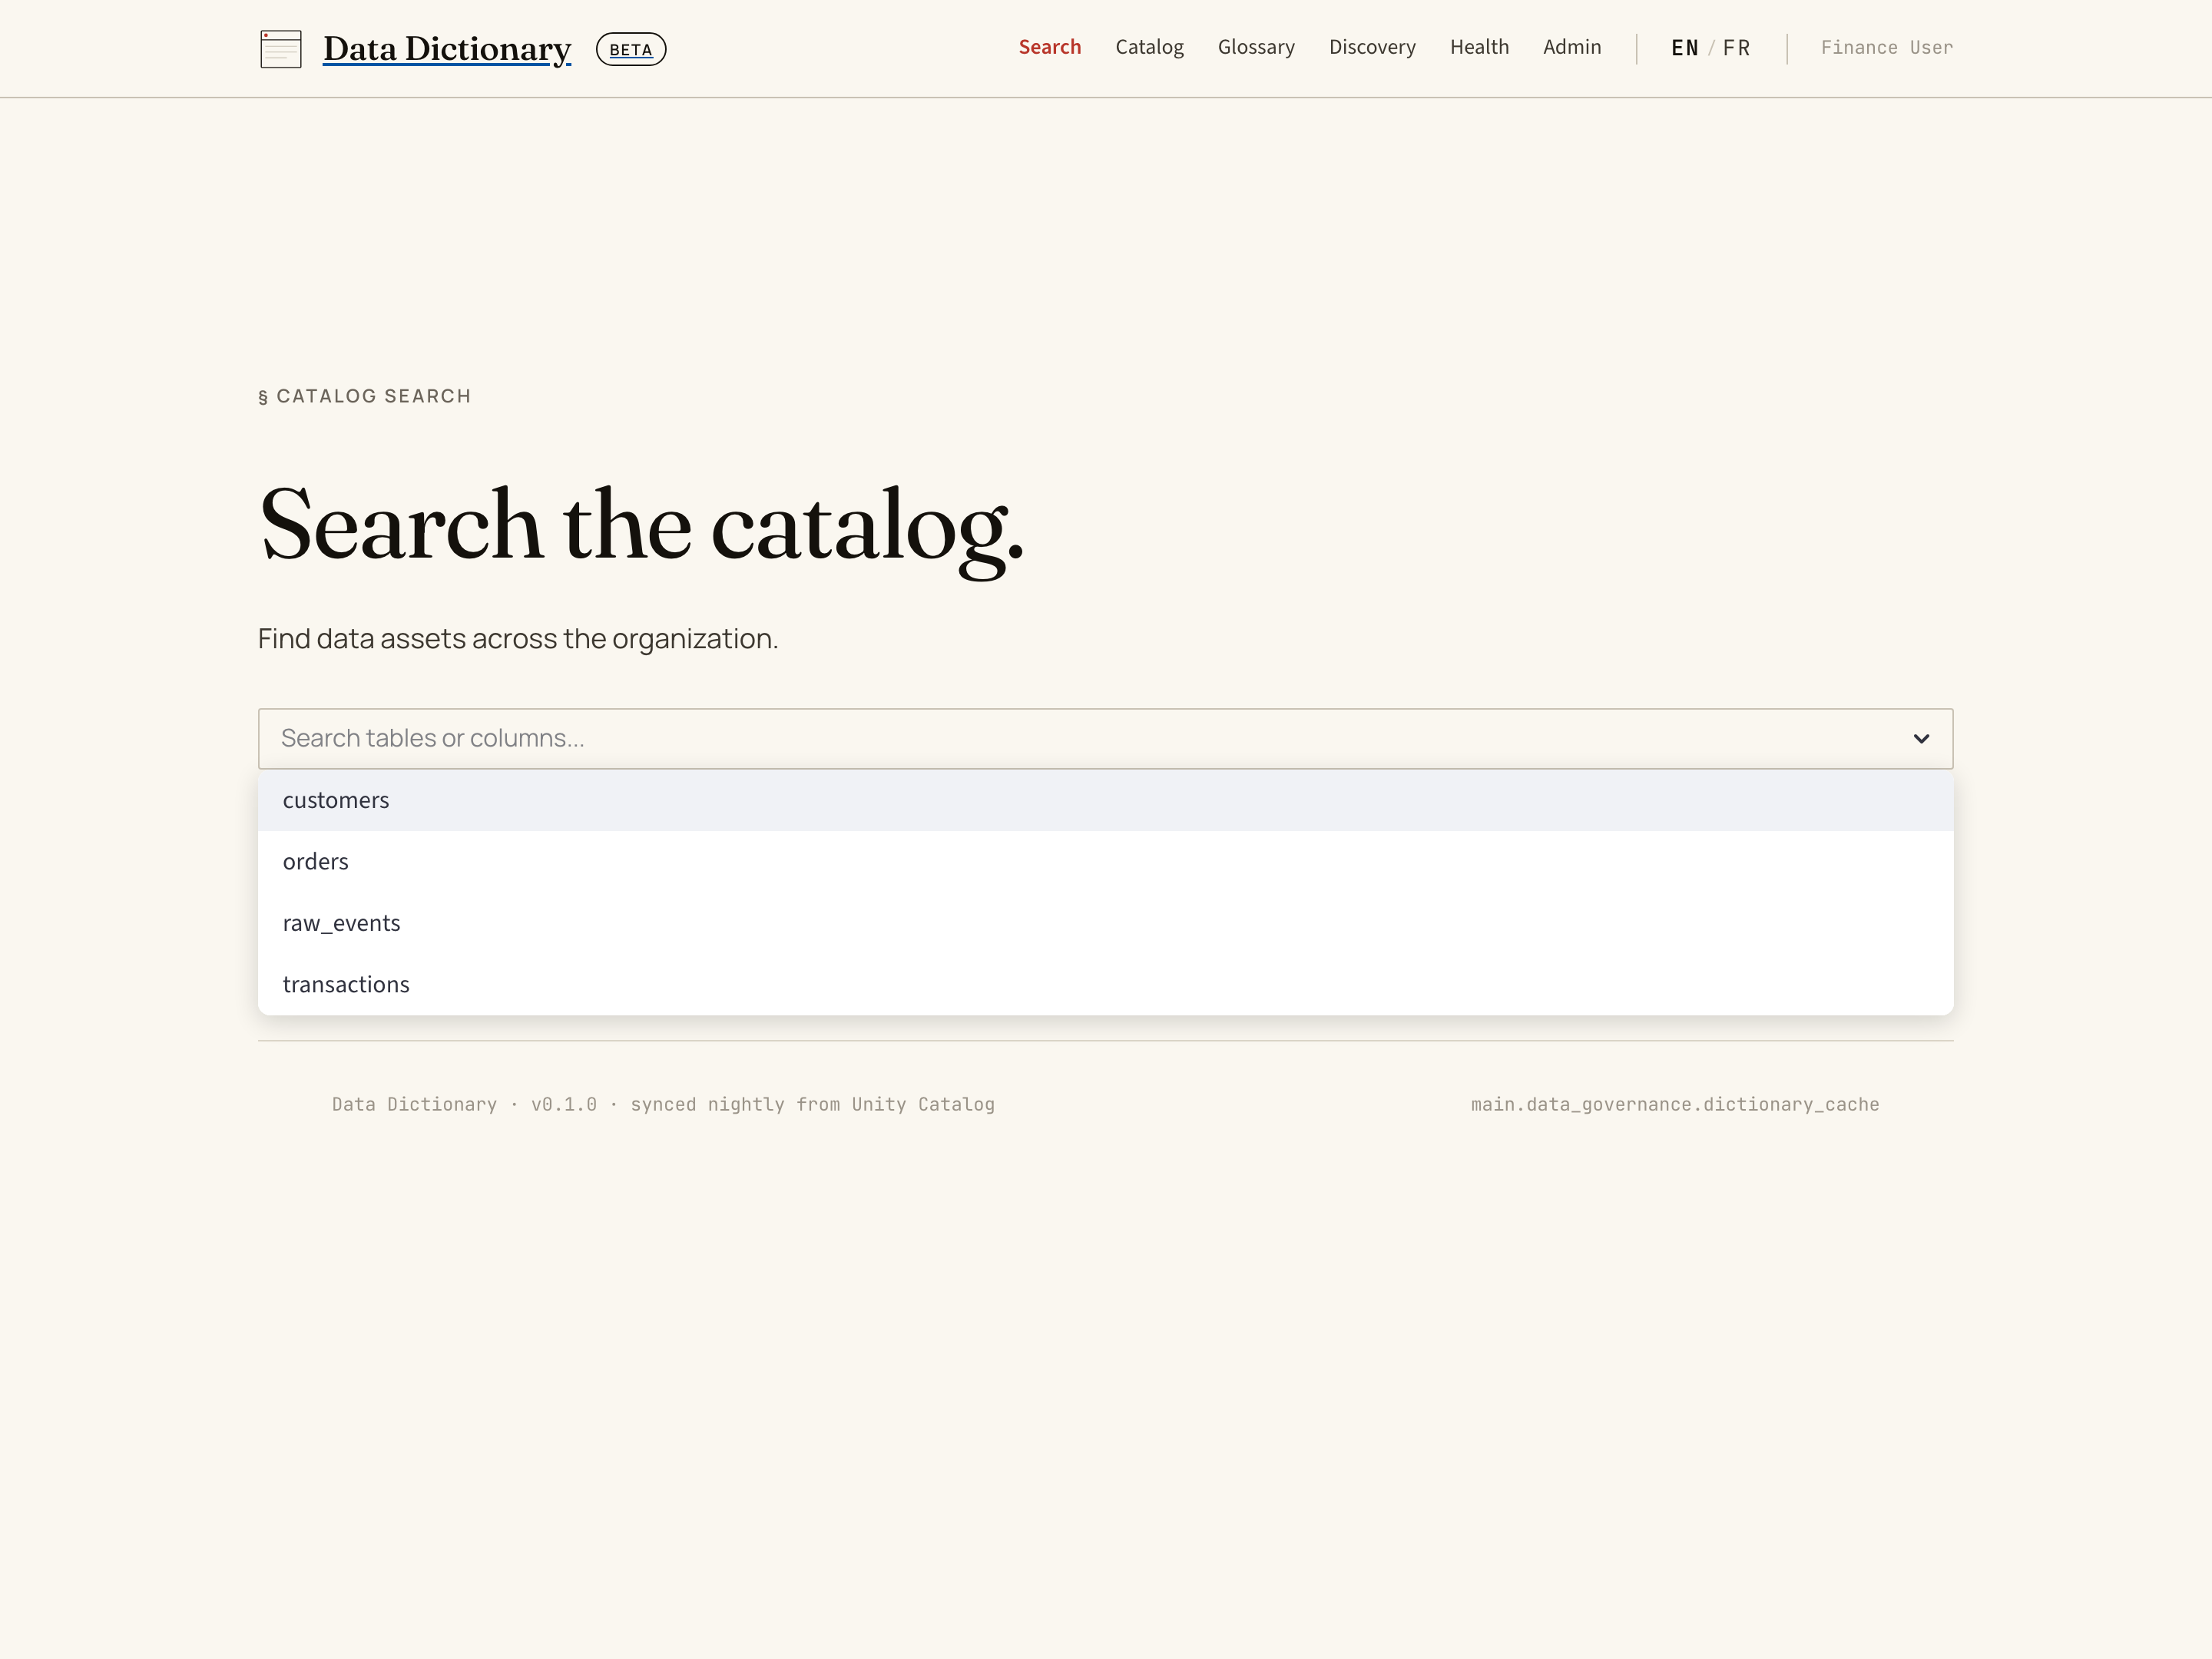 Data Dictionary BETA Search Catalog Glossary Discovery Health Admin EN / FR Finance User
§ CATALOG SEARCH
Search the catalog.
Find data assets across the organization.
Search tables or columns...
customers
orders
raw_events
transactions
Data Dictionary · v0.1.0 · synced nightly from Unity Catalog main.data_governance.dictionary_cache